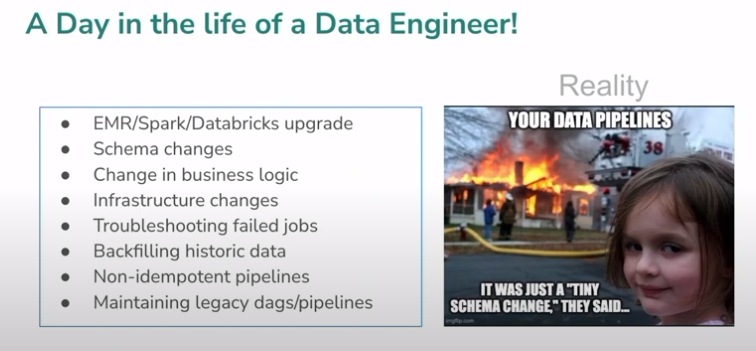 A Day in the life of a Data Engineer!
EMR/Spark/Databricks upgrade
Schema changes
Change in business logic
Infrastructure changes
Troubleshooting failed jobs
Backfilling historic data
Non-idempotent pipelines
Maintaining legacy dags/pipelines
Reality
YOUR DATA PIPELINES
38
IT WAS JUST A "TINY
SCHEMA CHANGE," THEY SAID...
imgflip.com